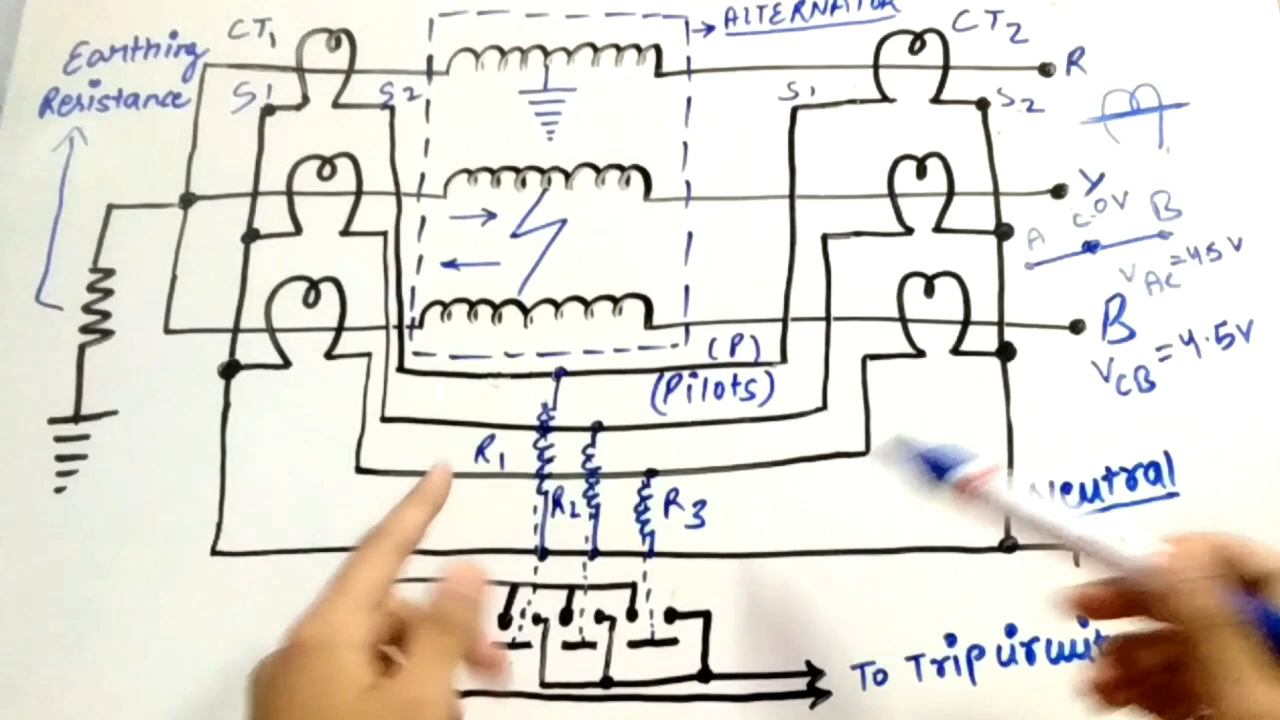 ALTERNATOR
CT1
CT2
Earthing
Resistance
S1
S2
S1
S2
R
Y
A
C
0V
B
VAC=4.5V
B
VCB=4.5V
(P)
(Pilots)
R1
R2
R3
Neutral
To Trip circuit